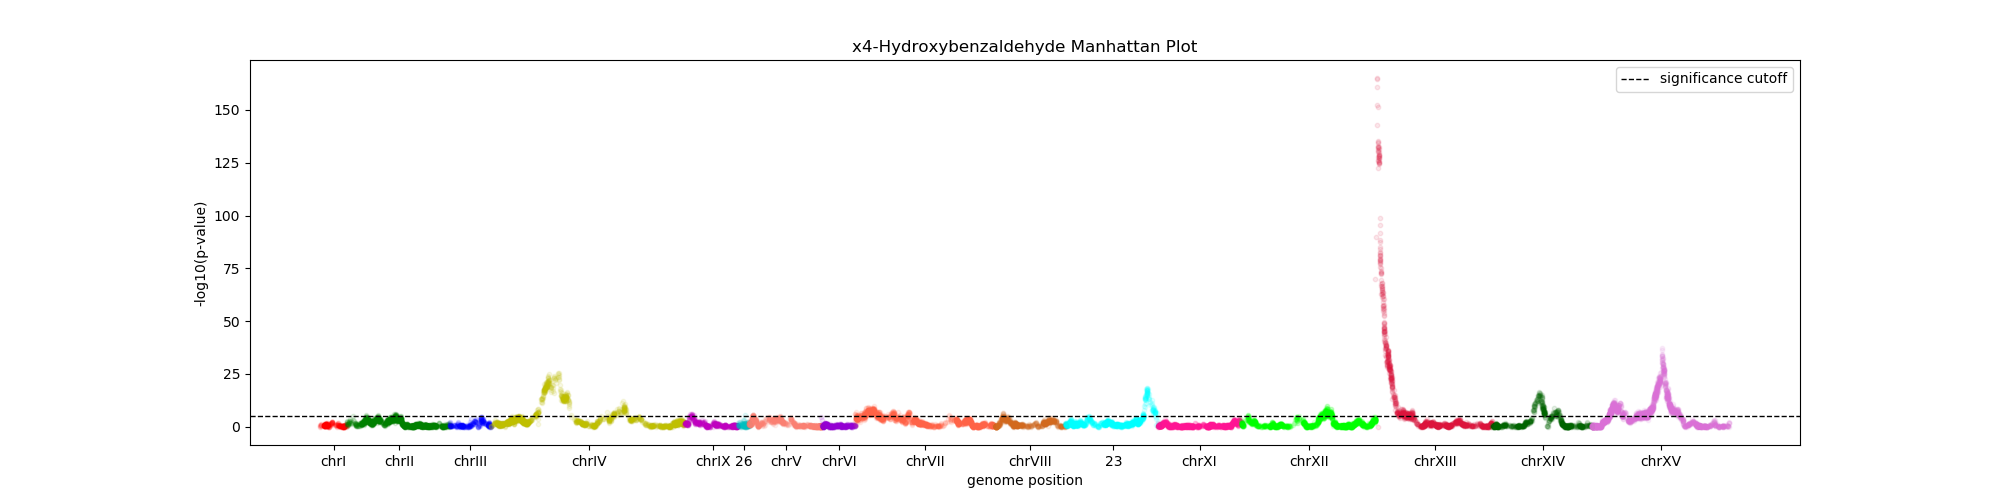 x4-Hydroxybenzaldehyde Manhattan Plot
significance cutoff
-log10(p-value)
150
125
100
75
50
25
0
chrI chrII chrIII chrIV chrIX 26 chrV chrVI chrVII chrVIII 23 chrXI chrXII chrXIII chrXIV chrXV
genome position